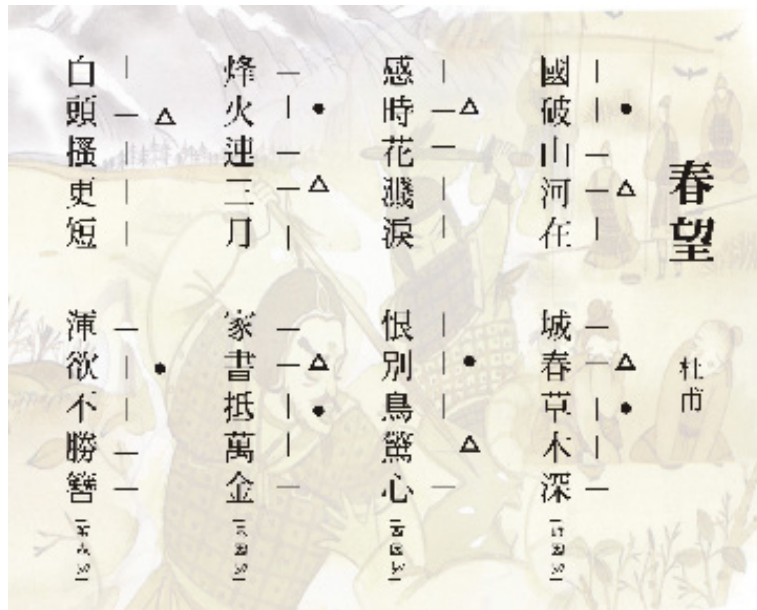 春望
杜甫
國破山河在
城春草木深
感時花濺淚
恨別鳥驚心
烽火連三月
家書抵萬金
白頭搔更短
渾欲不勝簪